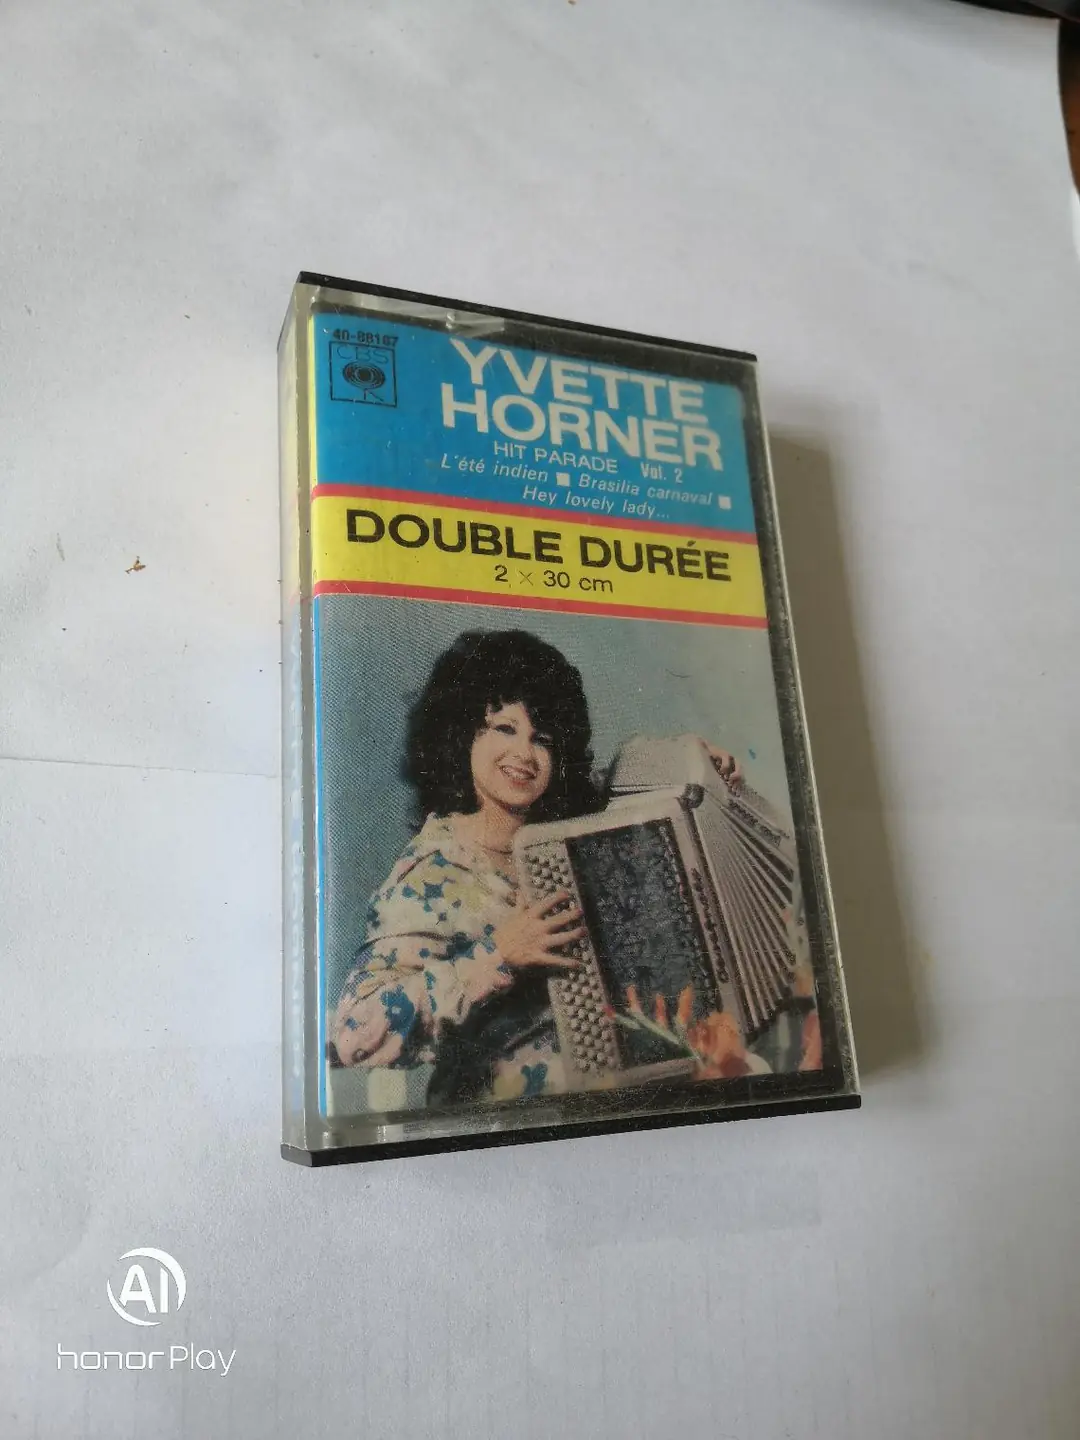 40-88187
CBS
YVETTE
HORNER
HIT PARADE Vol. 2
L'été indien ■ Brasilia carnaval ■
Hey lovely lady...
DOUBLE DURÉE
2 × 30 cm
AI
honor Play